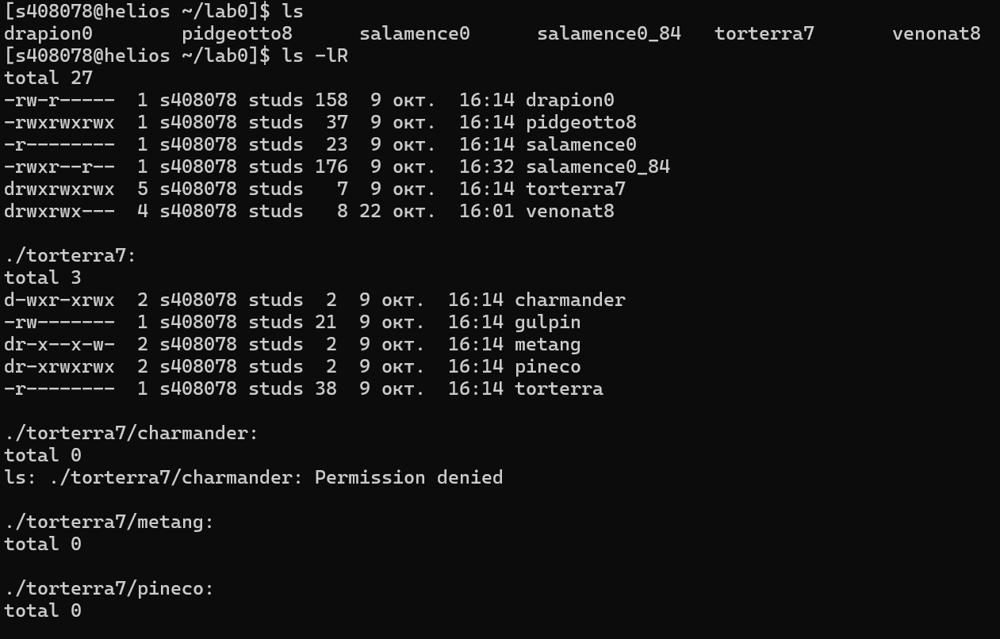 [s408078@helios ~/lab0]$ ls
drapion0        pidgeotto8      salamence0      salamence0_84   torterra7       venonat8
[s408078@helios ~/lab0]$ ls -lR
total 27
-rw-r-----  1 s408078 studs 158  9 окт.  16:14 drapion0
-rwxrwxrwx  1 s408078 studs  37  9 окт.  16:14 pidgeotto8
-r--------  1 s408078 studs  23  9 окт.  16:14 salamence0
-rwxr--r--  1 s408078 studs 176  9 окт.  16:32 salamence0_84
drwxrwxrwx  5 s408078 studs   7  9 окт.  16:14 torterra7
drwxrwx---  4 s408078 studs   8 22 окт.  16:01 venonat8

./torterra7:
total 3
d-wxr-xrwx  2 s408078 studs  2  9 окт.  16:14 charmander
-rw-------  1 s408078 studs 21  9 окт.  16:14 gulpin
dr-x--x-w-  2 s408078 studs  2  9 окт.  16:14 metang
dr-xrwxrwx  2 s408078 studs  2  9 окт.  16:14 pineco
-r--------  1 s408078 studs 38  9 окт.  16:14 torterra

./torterra7/charmander:
total 0
ls: ./torterra7/charmander: Permission denied

./torterra7/metang:
total 0

./torterra7/pineco:
total 0